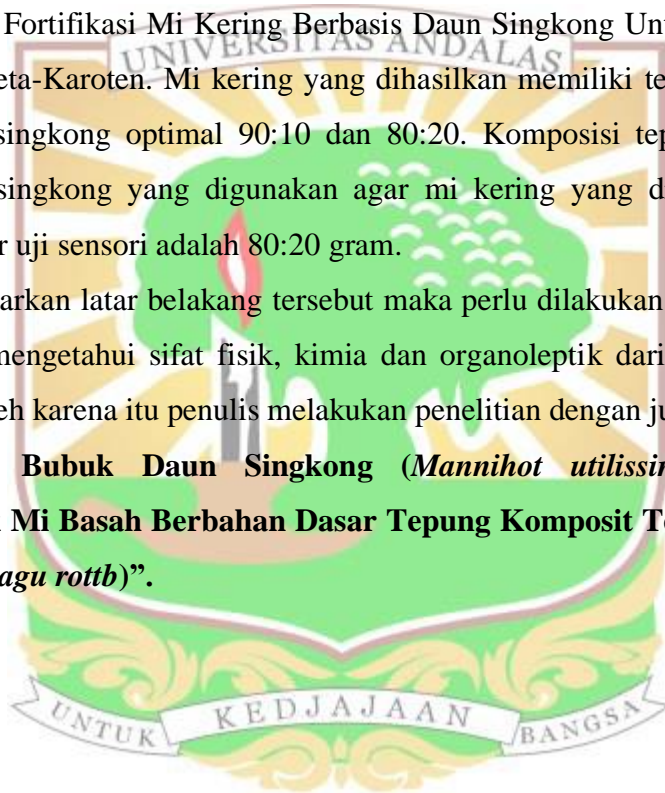 Fortifikasi Mi Kering Berbasis Daun Singkong Un
UNIVERSITAS ANDALAS
eta-Karoten. Mi kering yang dihasilkan memiliki te
singkong optimal 90:10 dan 80:20. Komposisi tep
singkong yang digunakan agar mi kering yang d
r uji sensori adalah 80:20 gram.
arkan latar belakang tersebut maka perlu dilakukan
mengetahui sifat fisik, kimia dan organoleptik dari
eh karena itu penulis melakukan penelitian dengan ju
Bubuk Daun Singkong (Mannihot utilissin
Mi Basah Berbahan Dasar Tepung Komposit Te
agu rottb)”.
UNTUK KEDJAJAAN BANGSA